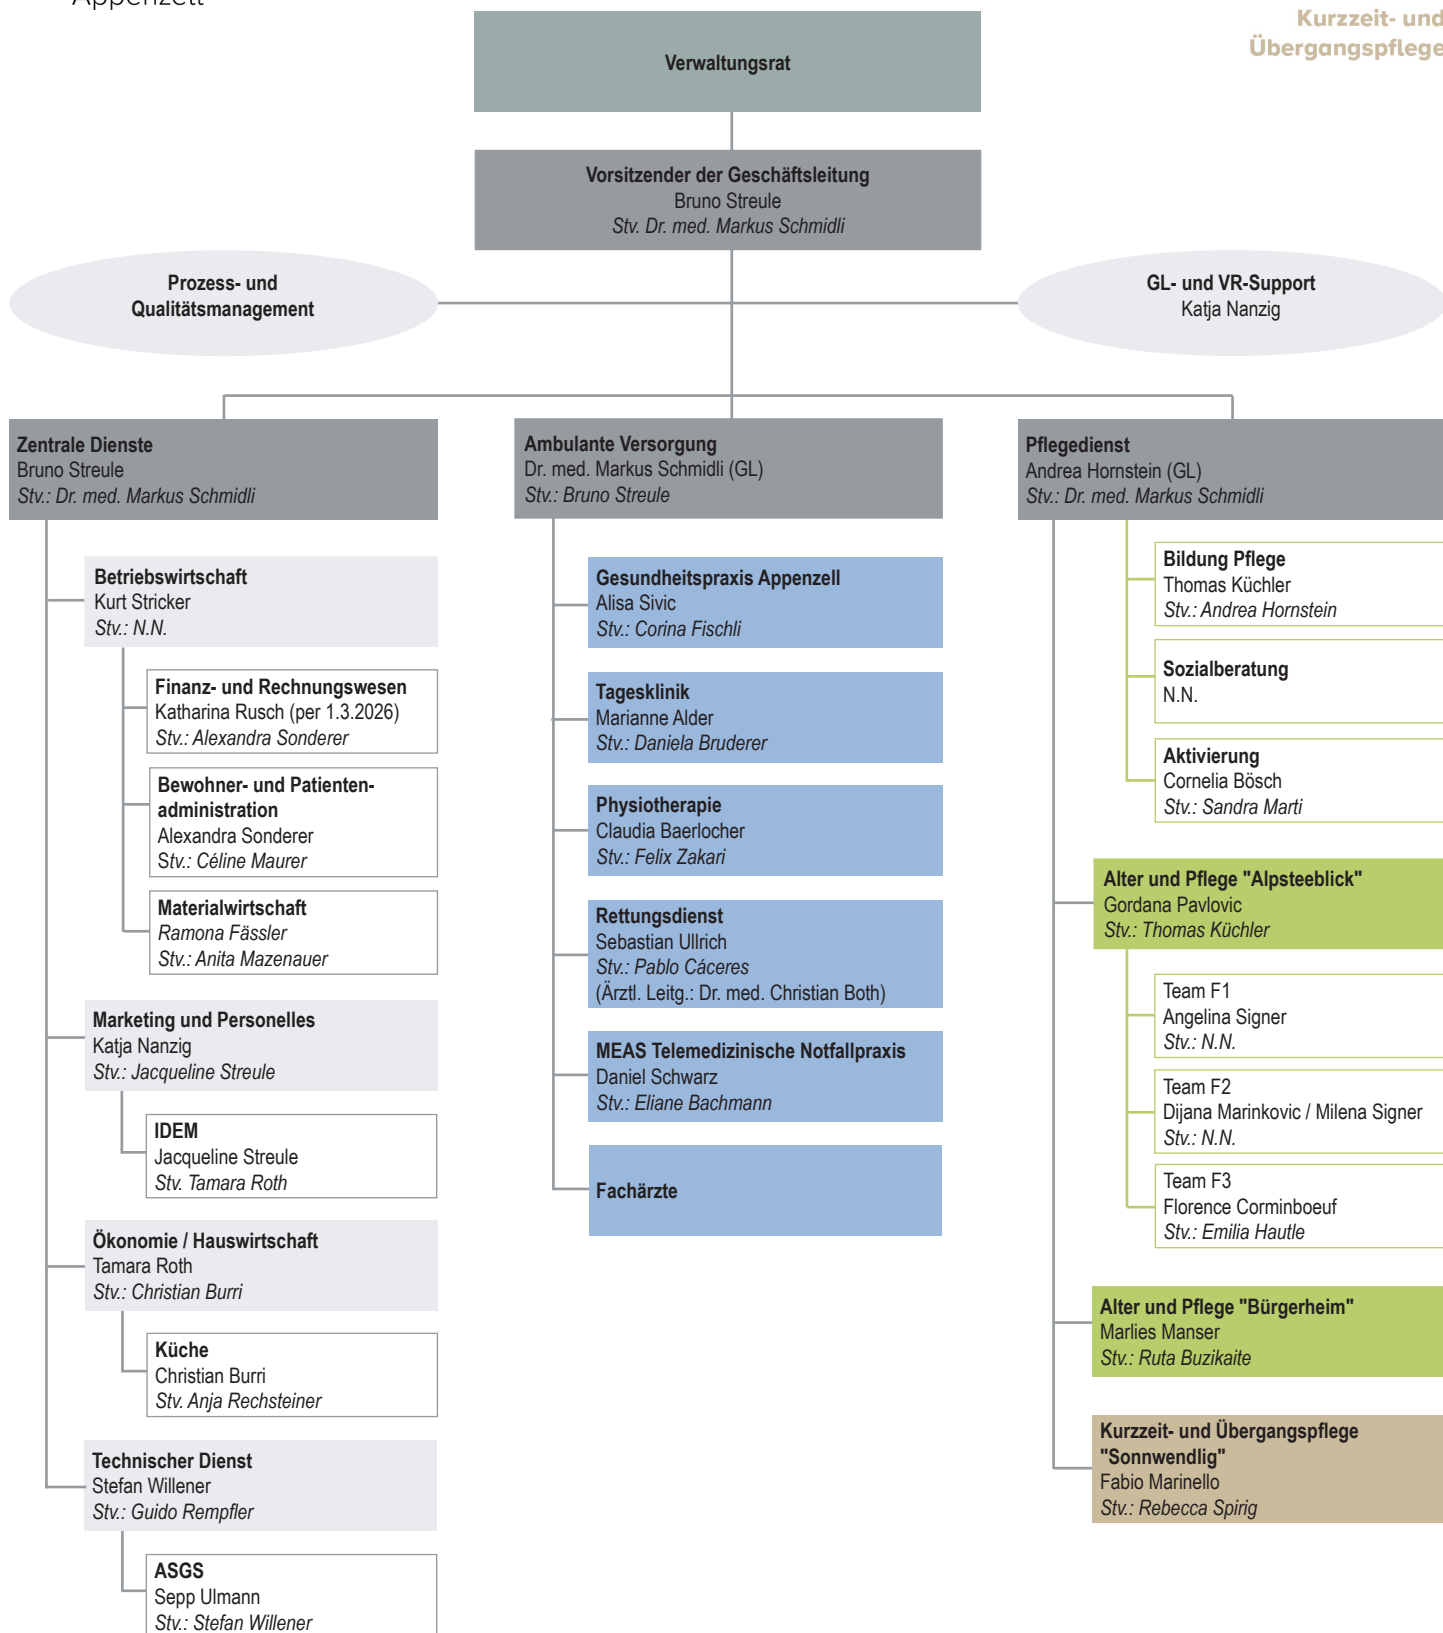 Appenzell
Kurzzeit- und
Übergangspflege
Verwaltungsrat
Vorsitzender der Geschäftsleitung
Bruno Streule
Stv. Dr. med. Markus Schmidli
Prozess- und
Qualitätsmanagement
GL- und VR-Support
Katja Nanzig
Zentrale Dienste
Bruno Streule
Stv.: Dr. med. Markus Schmidli
Betriebswirtschaft
Kurt Stricker
Stv.: N.N.
Finanz- und Rechnungswesen
Katharina Rusch (per 1.3.2026)
Stv.: Alexandra Sonderer
Bewohner- und Patienten-
administration
Alexandra Sonderer
Stv.: Céline Maurer
Materialwirtschaft
Ramona Fässler
Stv.: Anita Mazenauer
Marketing und Personelles
Katja Nanzig
Stv.: Jacqueline Streule
IDEM
Jacqueline Streule
Stv. Tamara Roth
Ökonomie / Hauswirtschaft
Tamara Roth
Stv.: Christian Burri
Küche
Christian Burri
Stv. Anja Rechsteiner
Technischer Dienst
Stefan Willener
Stv.: Guido Rempfler
ASGS
Sepp Ulmann
Stv.: Stefan Willener
Ambulante Versorgung
Dr. med. Markus Schmidli (GL)
Stv.: Bruno Streule
Gesundheitspraxis Appenzell
Alisa Sivic
Stv.: Corina Fischli
Tagesklinik
Marianne Alder
Stv.: Daniela Bruderer
Physiotherapie
Claudia Baerlocher
Stv.: Felix Zakari
Rettungsdienst
Sebastian Ullrich
Stv.: Pablo Cáceres
(Ärztl. Leitg.: Dr. med. Christian Both)
MEAS Telemedizinische Notfallpraxis
Daniel Schwarz
Stv.: Eliane Bachmann
Fachärzte
Pflegedienst
Andrea Hornstein (GL)
Stv.: Dr. med. Markus Schmidli
Bildung Pflege
Thomas Küchler
Stv.: Andrea Hornstein
Sozialberatung
N.N.
Aktivierung
Cornelia Bösch
Stv.: Sandra Marti
Alter und Pflege "Alpsteeblick"
Gordana Pavlovic
Stv.: Thomas Küchler
Team F1
Angelina Signer
Stv.: N.N.
Team F2
Dijana Marinkovic / Milena Signer
Stv.: N.N.
Team F3
Florence Corminboeuf
Stv.: Emilia Hautle
Alter und Pflege "Bürgerheim"
Marlies Manser
Stv.: Ruta Buzikaite
Kurzzeit- und Übergangspflege
"Sonnwendlig"
Fabio Marinello
Stv.: Rebecca Spirig